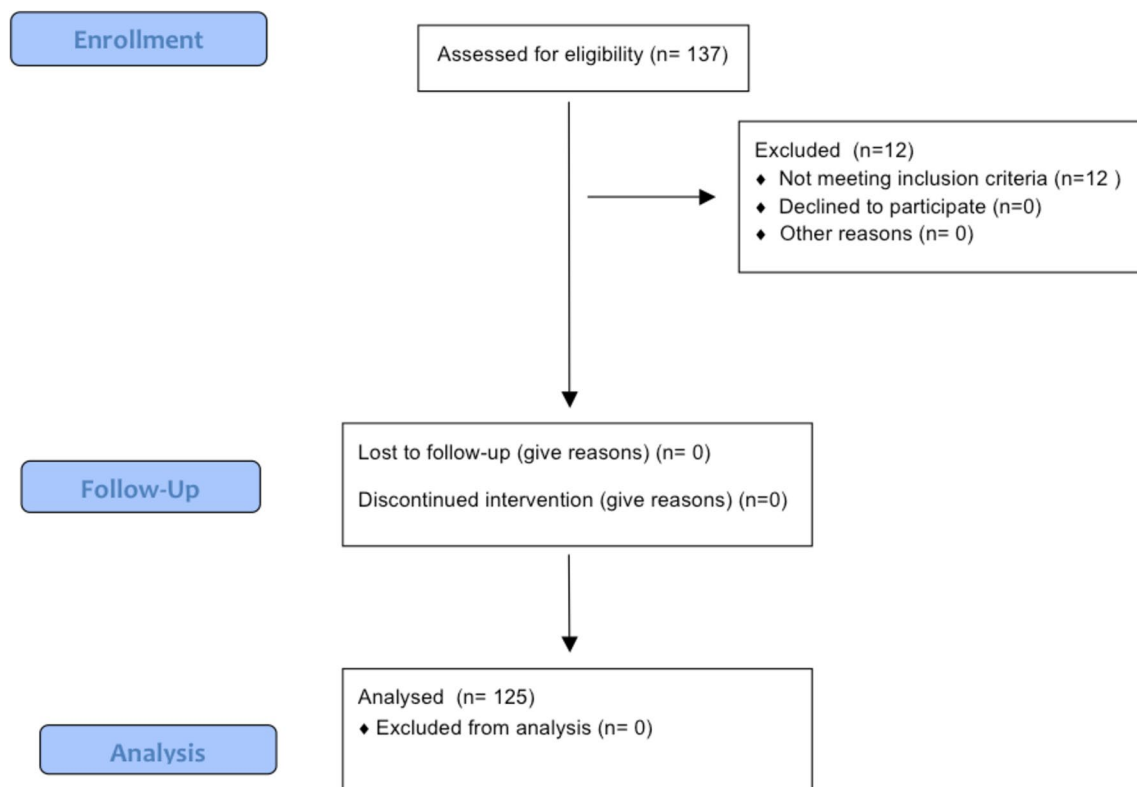 Enrollment
Assessed for eligibility (n= 137)
Excluded (n=12)
♦ Not meeting inclusion criteria (n=12 )
♦ Declined to participate (n=0)
♦ Other reasons (n= 0)
Follow-Up
Lost to follow-up (give reasons) (n= 0)
Discontinued intervention (give reasons) (n=0)
Analysis
Analysed (n= 125)
♦ Excluded from analysis (n= 0)